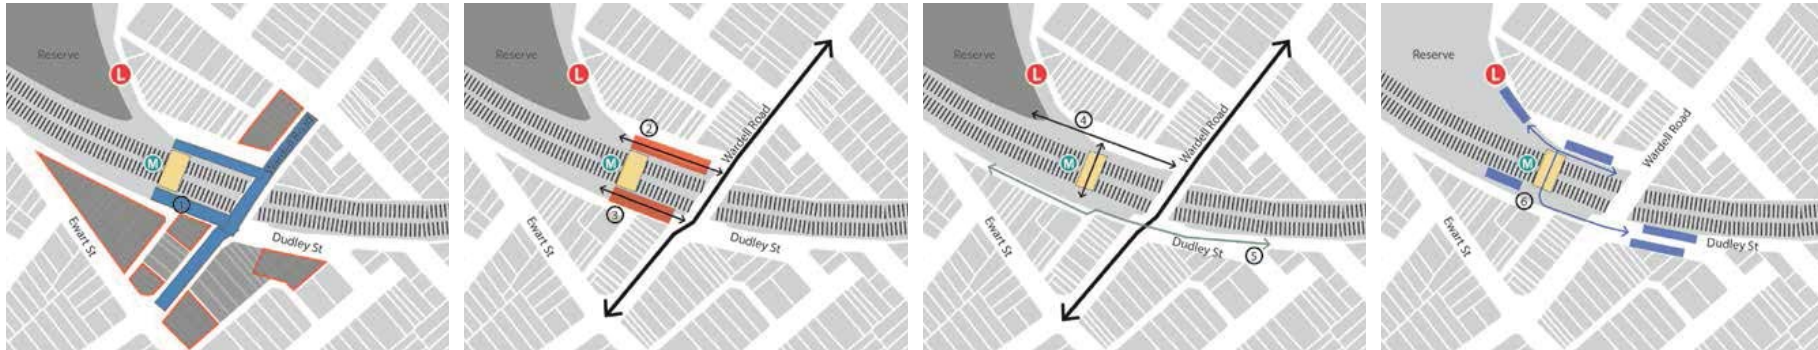 Reserve
L
Wardell Road
M
1
Ewart St
Dudley St
Reserve
L
Wardell Road
2
M
3
Ewart St
Dudley St
Reserve
L
4
Wardell Road
M
Ewart St
Dudley St
5
Reserve
L
Wardell Road
M
6
Ewart St
Dudley St